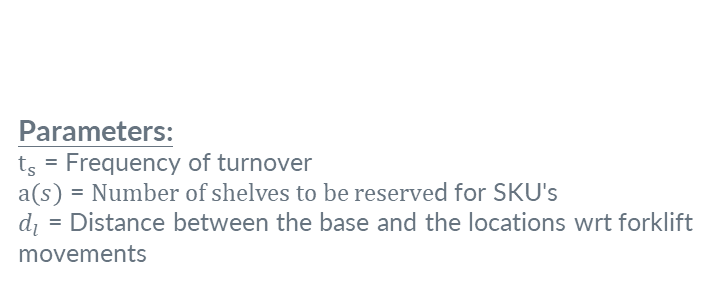 Parameters:
tₛ = Frequency of turnover
a(s) = Number of shelves to be reserved for SKU's
dₗ = Distance between the base and the locations wrt forklift
movements